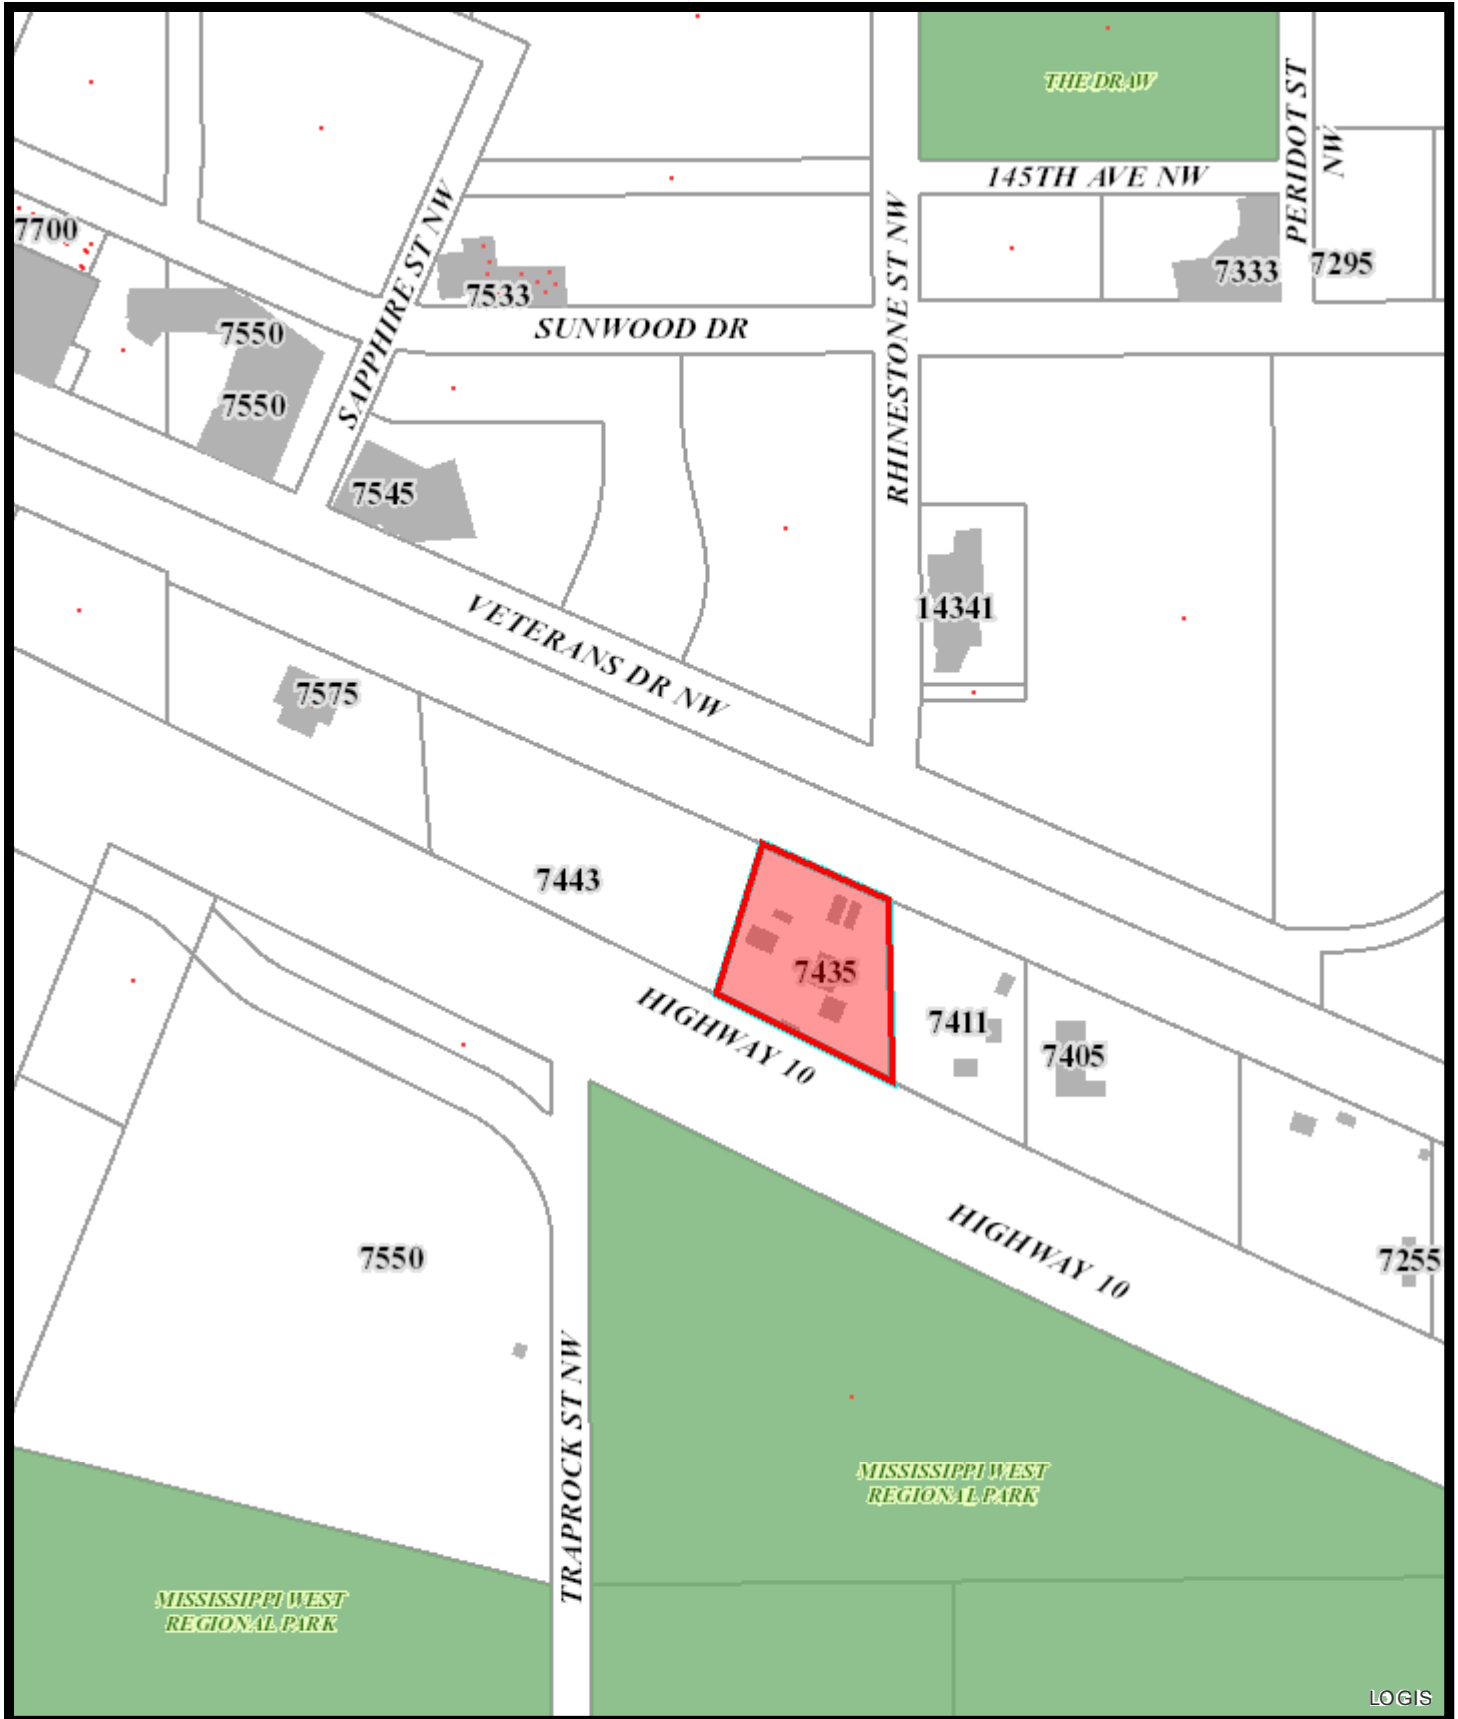 THE DRAW
PERIDOT ST
NW
145TH AVE NW
SAPPHIRE ST NW
RHINESTONE ST NW
7700
7533
7333
7295
7550
SUNWOOD DR
7550
7545
14341
VETERANS DR NW
7575
7443
7435
HIGHWAY 10
7411
7405
HIGHWAY 10
7550
7255
TRAPROCK ST NW
MISSISSIPPI WEST
REGIONAL PARK
MISSISSIPPI WEST
REGIONAL PARK
LOGIS